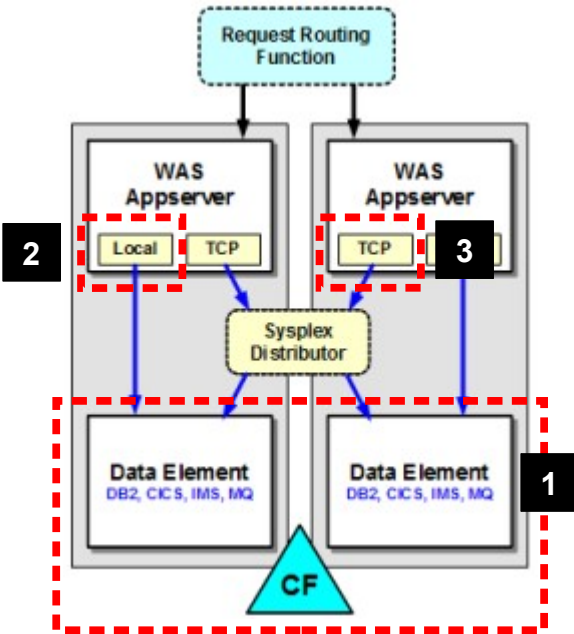 Request Routing
Function
WAS
Appserver
WAS
Appserver
2
Local
TCP
TCP
3
Sysplex
Distributor
Data Element
DB2, CICS, IMS, MQ
Data Element
DB2, CICS, IMS, MQ
1
CF